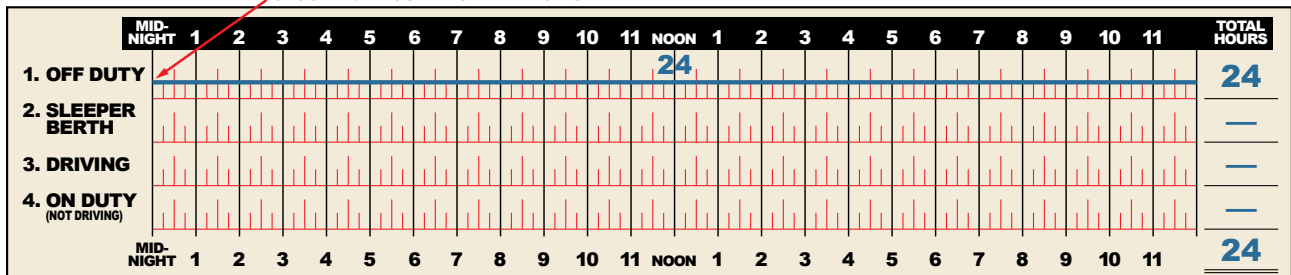 MID-NIGHT 1 2 3 4 5 6 7 8 9 10 11 NOON 1 2 3 4 5 6 7 8 9 10 11 TOTAL HOURS
24
1. OFF DUTY 24
2. SLEEPER BERTH —
3. DRIVING —
4. ON DUTY —
(NOT DRIVING)
MID-NIGHT 1 2 3 4 5 6 7 8 9 10 11 NOON 1 2 3 4 5 6 7 8 9 10 11 24